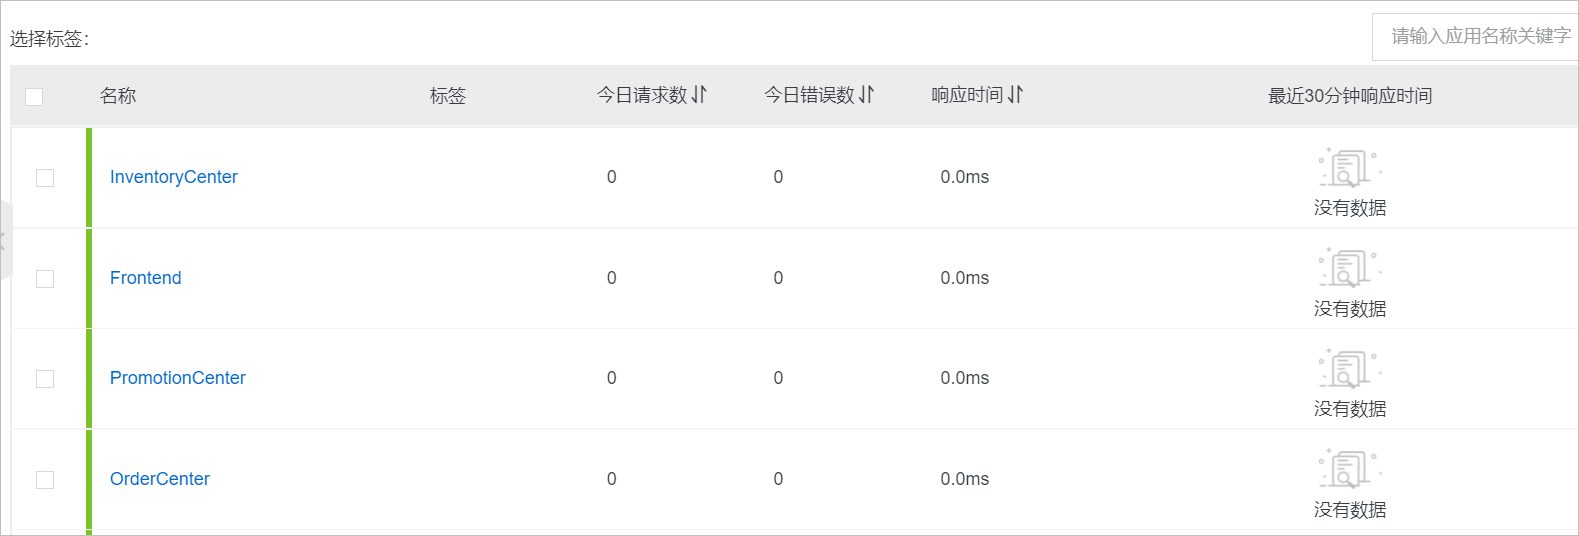 选择标签：
请输入应用名称关键字
名称 标签 今日请求数 今日错误数 响应时间 最近30分钟响应时间
InventoryCenter 0 0 0.0ms
没有数据
Frontend 0 0 0.0ms
没有数据
PromotionCenter 0 0 0.0ms
没有数据
OrderCenter 0 0 0.0ms
没有数据